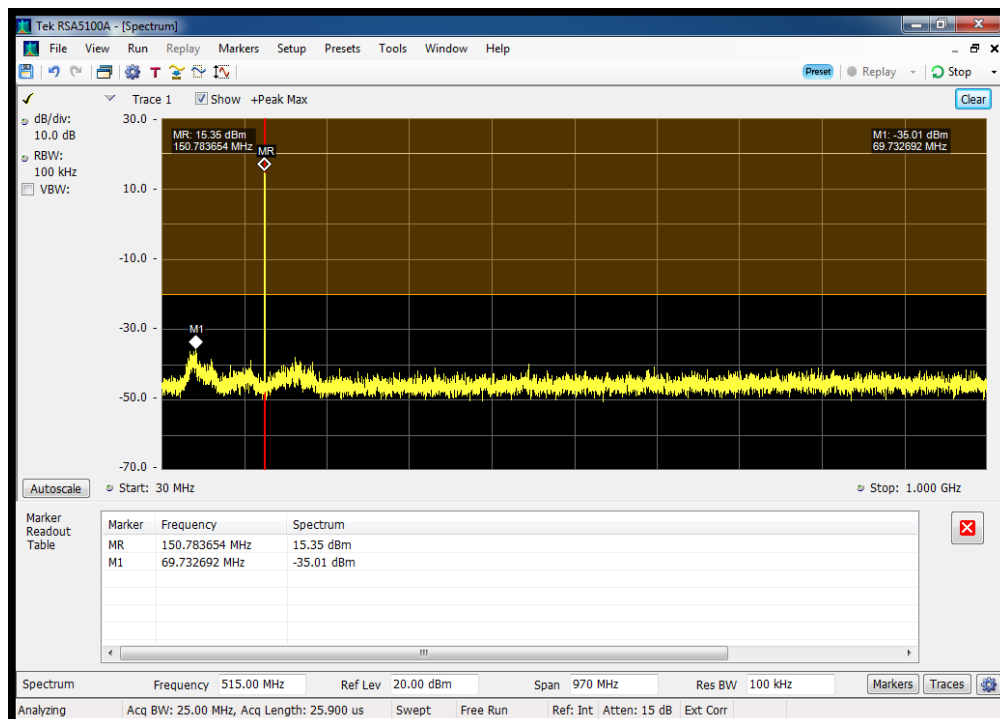 Tek RSA5100A - [Spectrum]
File View Run Replay Markers Setup Presets Tools Window Help
T Preset Replay Stop
Trace 1 Show +Peak Max Clear
dB/div:
10.0 dB
RBW:
100 kHz
VBW:
30.0
10.0
-10.0
-30.0
-50.0
-70.0
MR: 15.35 dBm
150.783654 MHz
MR
M1: -35.01 dBm
69.732692 MHz
M1
Autoscale Start: 30 MHz Stop: 1.000 GHz
Marker
Readout
Table
Marker Frequency Spectrum
MR 150.783654 MHz 15.35 dBm
M1 69.732692 MHz -35.01 dBm
Spectrum Frequency 515.00 MHz Ref Lev 20.00 dBm Span 970 MHz Res BW 100 kHz Markers Traces
Analyzing Acq BW: 25.00 MHz, Acq Length: 25.900 us Swept Free Run Ref: Int Atten: 15 dB Ext Corr